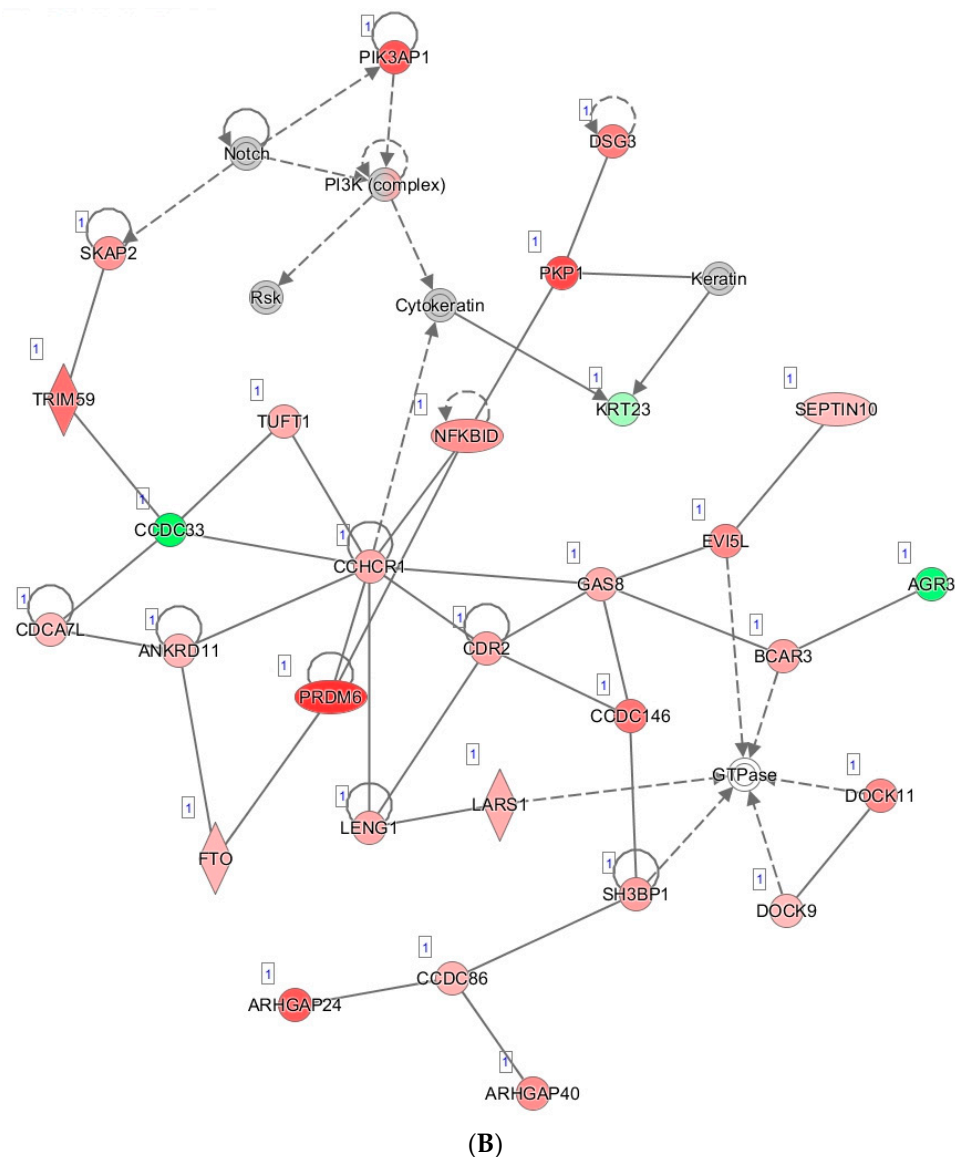 1
PIK3AP1
1
DSG3
Notch
PI3K (complex)
1
SKAP2
1
PKP1
Keratin
Rsk
Cytokeratin
1
TRIM59
1
TUFT1
1
NFKBID
1
KRT23
1
SEPTIN10
1
CCDC33
1
CCHCR1
1
GAS8
1
EVI5L
1
AGR3
1
CDCA7L
1
ANKRD11
1
CDR2
1
BCAR3
1
PRDM6
1
CCDC146
GTPase
1
DOCK11
1
LENG1
1
LARS1
1
FTO
1
SH3BP1
1
DOCK9
1
CCDC86
1
ARHGAP24
1
ARHGAP40
(B)